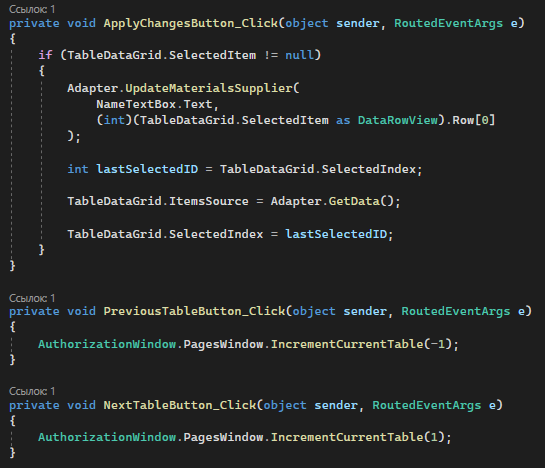 Ссылок: 1
private void ApplyChangesButton_Click(object sender, RoutedEventArgs e)
{
    if (TableDataGrid.SelectedItem != null)
    {
        Adapter.UpdateMaterialsSupplier(
            NameTextBox.Text,
            (int)(TableDataGrid.SelectedItem as DataRowView).Row[0]
        );

        int lastSelectedID = TableDataGrid.SelectedIndex;

        TableDataGrid.ItemsSource = Adapter.GetData();

        TableDataGrid.SelectedIndex = lastSelectedID;
    }
}

Ссылок: 1
private void PreviousTableButton_Click(object sender, RoutedEventArgs e)
{
    AuthorizationWindow.PagesWindow.IncrementCurrentTable(-1);
}

Ссылок: 1
private void NextTableButton_Click(object sender, RoutedEventArgs e)
{
    AuthorizationWindow.PagesWindow.IncrementCurrentTable(1);
}